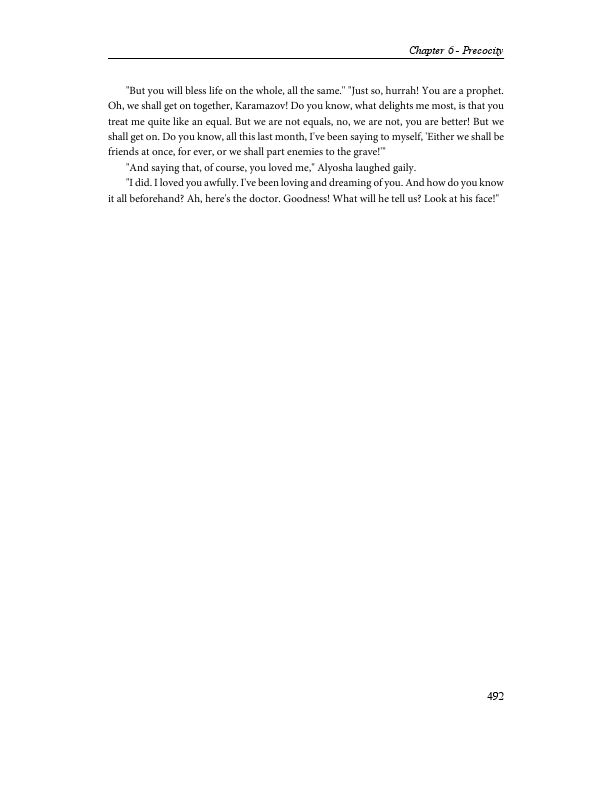 Chapter 6 - Precocity
"But you will bless life on the whole, all the same." "Just so, hurrah! You are a prophet.
Oh, we shall get on together, Karamazov! Do you know, what delights me most, is that you
treat me quite like an equal. But we are not equals, no, we are not, you are better! But we
shall get on. Do you know, all this last month, I've been saying to myself, 'Either we shall be
friends at once, for ever, or we shall part enemies to the grave!'"
"And saying that, of course, you loved me," Alyosha laughed gaily.
"I did. I loved you awfully. I've been loving and dreaming of you. And how do you know
it all beforehand? Ah, here's the doctor. Goodness! What will he tell us? Look at his face!"
492